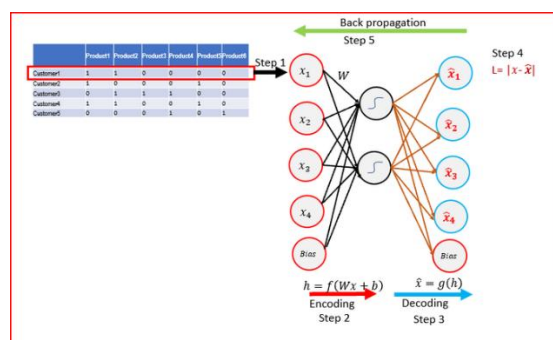 Back propagation
Step 5
Product1 Product2 Product3 Product4 Product5 Product6
Customer1 1 1 0 0 0 0
Customer2 1 0 0 0 1 0
0 1 1 1 0
Customer4 1 1 0 0 1 0
0 0 0 1 0 1
Step 1
W
x₁
x₂
x₃
x₄
Bias
x̂₁
x̂₂
x̂₃
x̂₄
Bias
Step 4
L= |x- x̂|
h = f(Wx + b)
Encoding
Step 2
x̂ = g(h)
Decoding
Step 3